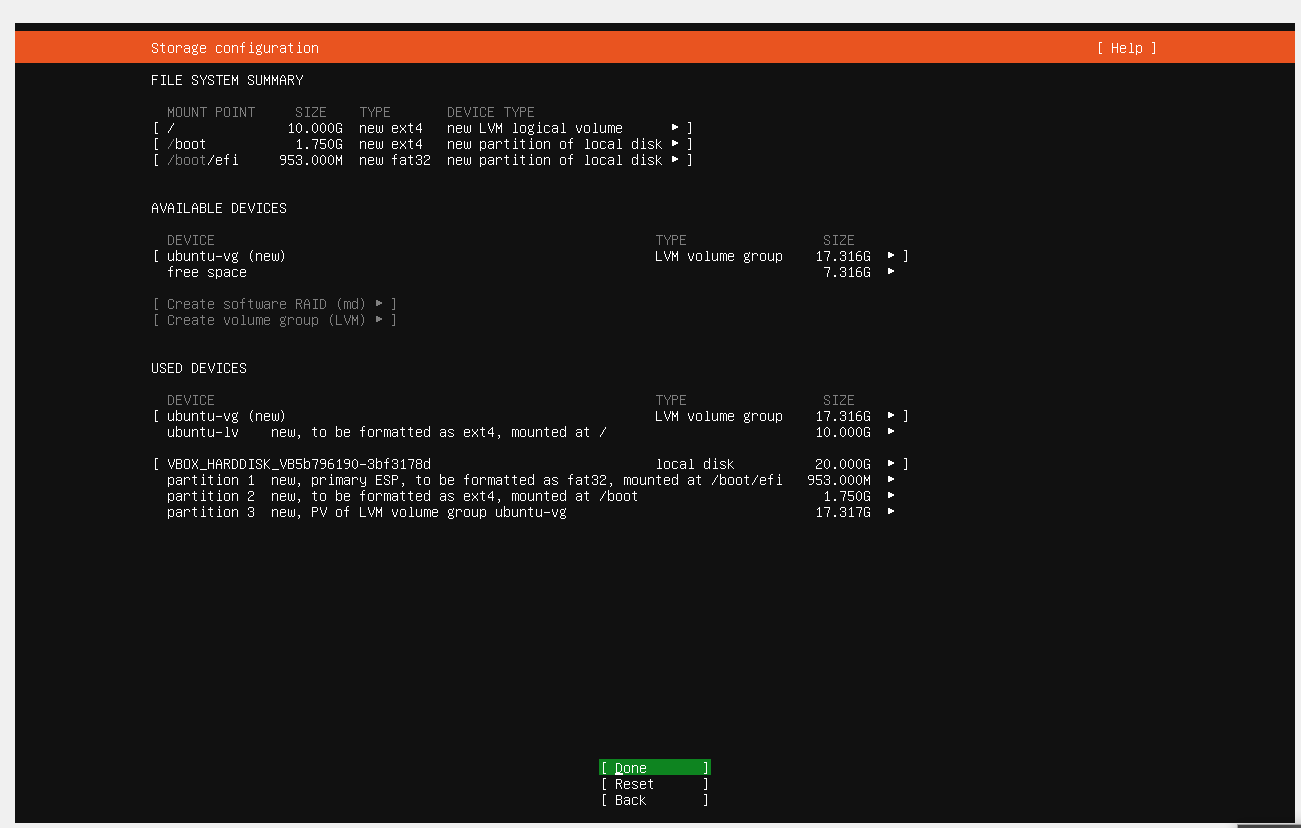 Storage configuration [ Help ]
FILE SYSTEM SUMMARY
MOUNT POINT SIZE TYPE DEVICE TYPE
[ / 10.000G new ext4 new LVM logical volume ▸ ]
[ /boot 1.750G new ext4 new partition of local disk ▸ ]
[ /boot/efi 953.000M new fat32 new partition of local disk ▸ ]
AVAILABLE DEVICES
DEVICE TYPE SIZE
[ ubuntu-vg (new) LVM volume group 17.316G ▸ ]
free space 7.316G ▸
[ Create software RAID (md) ▸ ]
[ Create volume group (LVM) ▸ ]
USED DEVICES
DEVICE TYPE SIZE
[ ubuntu-vg (new) LVM volume group 17.316G ▸ ]
ubuntu-lv new, to be formatted as ext4, mounted at / 10.000G ▸
[ VBOX_HARDDISK_VB5b796190-3bf3178d local disk 20.000G ▸ ]
partition 1 new, primary ESP, to be formatted as fat32, mounted at /boot/efi 953.000M ▸
partition 2 new, to be formatted as ext4, mounted at /boot 1.750G ▸
partition 3 new, PV of LVM volume group ubuntu-vg 17.317G ▸
[ Done ]
[ Reset ]
[ Back ]